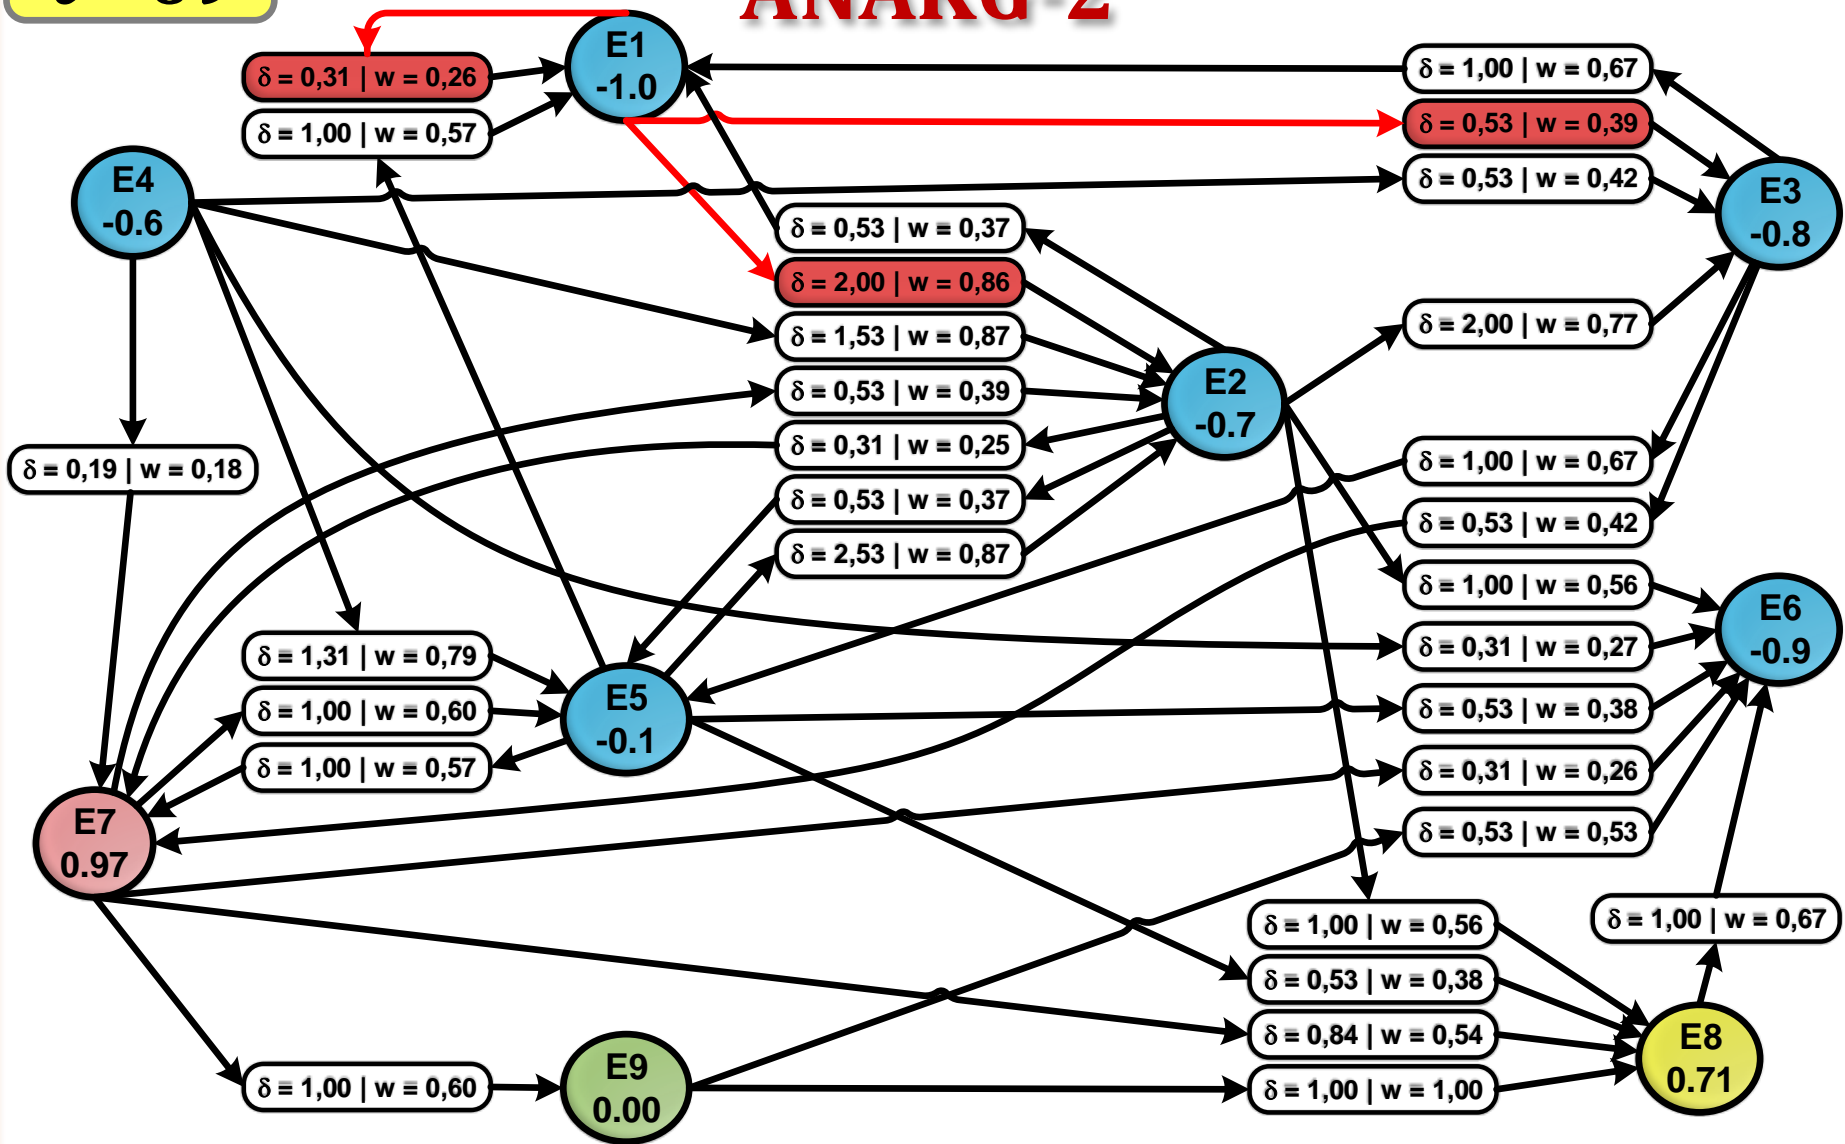 ANAKG-2
E1
-1.0
δ = 0,31 | w = 0,26
δ = 1,00 | w = 0,57
δ = 1,00 | w = 0,67
δ = 0,53 | w = 0,39
δ = 0,53 | w = 0,42
E4
-0.6
E3
-0.8
δ = 0,53 | w = 0,37
δ = 2,00 | w = 0,86
δ = 1,53 | w = 0,87
δ = 0,53 | w = 0,39
δ = 0,31 | w = 0,25
δ = 0,53 | w = 0,37
δ = 2,53 | w = 0,87
E2
-0.7
δ = 2,00 | w = 0,77
δ = 0,19 | w = 0,18
δ = 1,00 | w = 0,67
δ = 0,53 | w = 0,42
δ = 1,00 | w = 0,56
δ = 0,31 | w = 0,27
δ = 0,53 | w = 0,38
δ = 0,31 | w = 0,26
δ = 0,53 | w = 0,53
E6
-0.9
δ = 1,31 | w = 0,79
δ = 1,00 | w = 0,60
δ = 1,00 | w = 0,57
E5
-0.1
E7
0.97
δ = 1,00 | w = 0,56
δ = 0,53 | w = 0,38
δ = 0,84 | w = 0,54
δ = 1,00 | w = 1,00
δ = 1,00 | w = 0,67
E8
0.71
δ = 1,00 | w = 0,60
E9
0.00